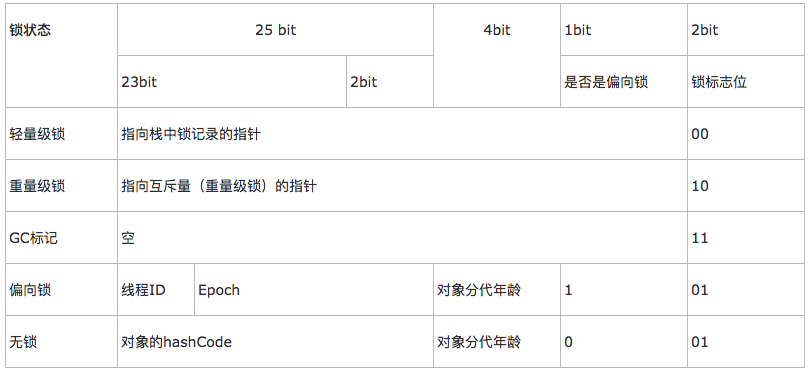 锁状态 25 bit 4bit 1bit 2bit
23bit 2bit 是否是偏向锁 锁标志位
轻量级锁 指向栈中锁记录的指针 00
重量级锁 指向互斥量（重量级锁）的指针 10
GC标记 空 11
偏向锁 线程ID Epoch 对象分代年龄 1 01
无锁 对象的hashCode 对象分代年龄 0 01